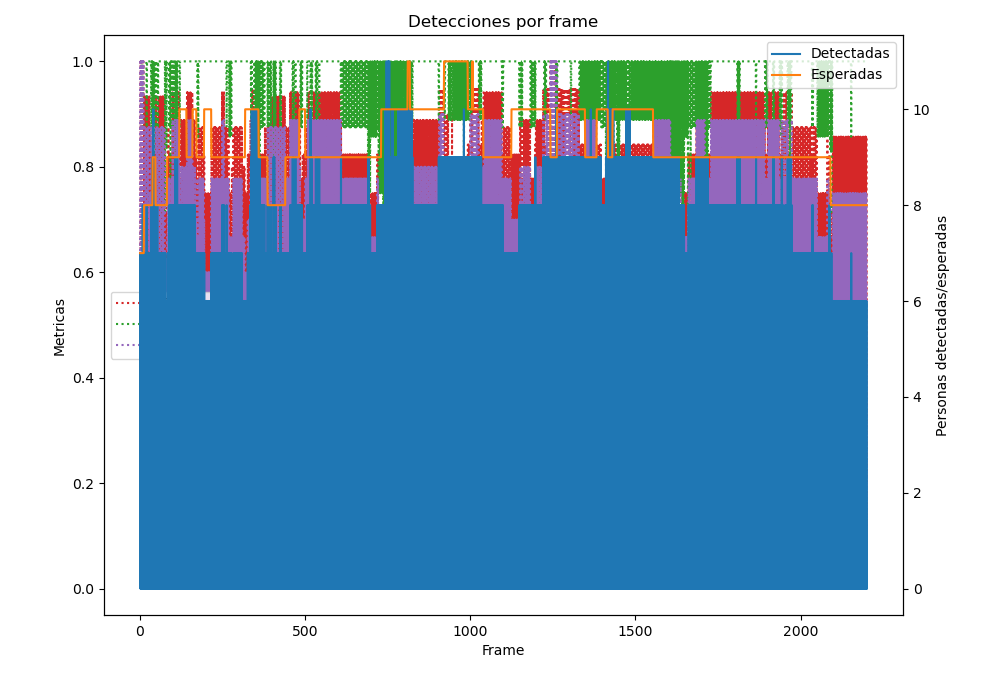 Detecciones por frame
Detectadas
Esperadas
1.0
0.8
0.6
0.4
0.2
0.0
Metricas
10
8
6
4
2
0
Personas detectadas/esperadas
0
500
1000
1500
2000
Frame